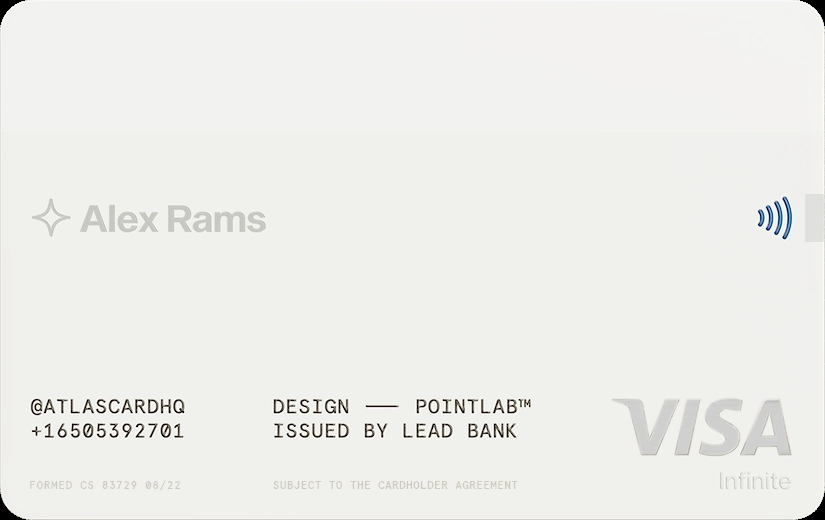 Alex Rams
@ATLASCARDHQ
+16505392701
DESIGN — POINTLAB™
ISSUED BY LEAD BANK
VISA
Infinite
FORMED CS 83729 08/22
SUBJECT TO THE CARDHOLDER AGREEMENT